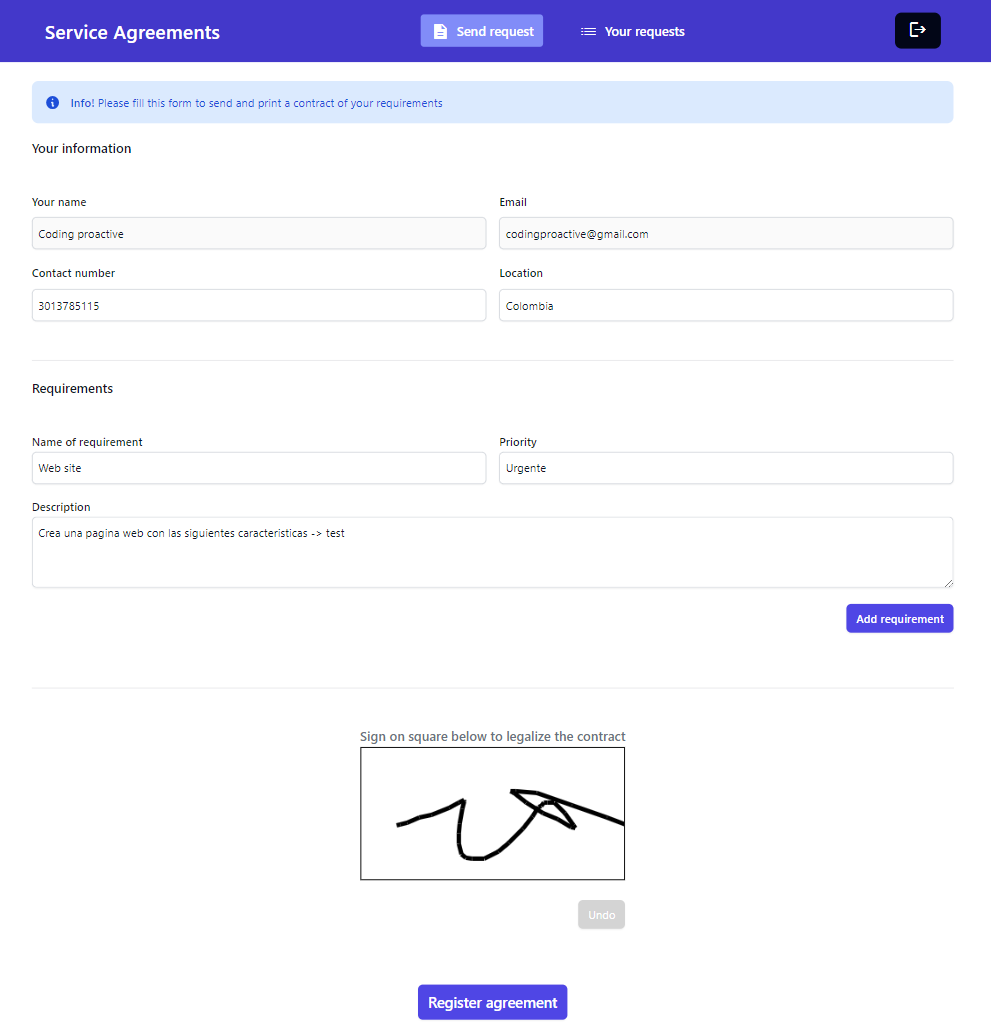 Service Agreements
Send request
Your requests
Info! Please fill this form to send and print a contract of your requirements
Your information
Your name
Email
Coding proactive
codingproactive@gmail.com
Contact number
Location
3013785115
Colombia
Requirements
Name of requirement
Priority
Web site
Urgente
Description
Crea una pagina web con las siguientes caracteristicas -> test
Add requirement
Sign on square below to legalize the contract
Undo
Register agreement